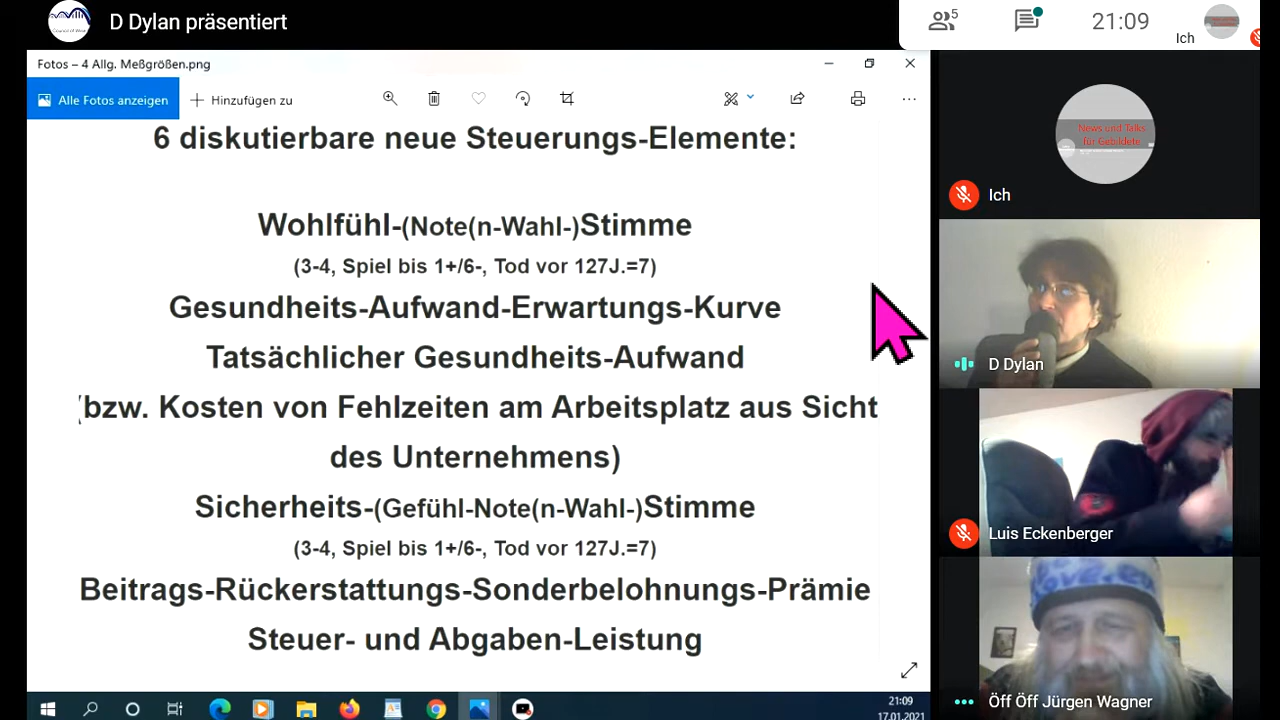 D Dylan präsentiert
5
21:09
Ich
Fotos – 4 Allg. Meßgrößen.png
Alle Fotos anzeigen
Hinzufügen zu
6 diskutierbare neue Steuerungs-Elemente:
Wohlfühl-(Note(n-Wahl-)Stimme
(3-4, Spiel bis 1+/6-, Tod vor 127J.=7)
Gesundheits-Aufwand-Erwartungs-Kurve
Tatsächlicher Gesundheits-Aufwand
(bzw. Kosten von Fehlzeiten am Arbeitsplatz aus Sicht
des Unternehmens)
Sicherheits-(Gefühl-Note(n-Wahl-)Stimme
(3-4, Spiel bis 1+/6-, Tod vor 127J.=7)
Beitrags-Rückerstattungs-Sonderbelohnungs-Prämie
Steuer- und Abgaben-Leistung
21:09
17.01.2021
News und Talks
für Gebildete
Ich
D Dylan
Luis Eckenberger
Öff Öff Jürgen Wagner